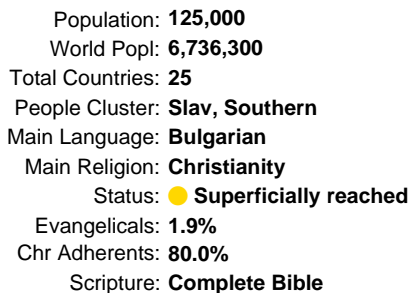 Population: 125,000
World Popl: 6,736,300
Total Countries: 25
People Cluster: Slav, Southern
Main Language: Bulgarian
Main Religion: Christianity
Status: Superficially reached
Evangelicals: 1.9%
Chr Adherents: 80.0%
Scripture: Complete Bible